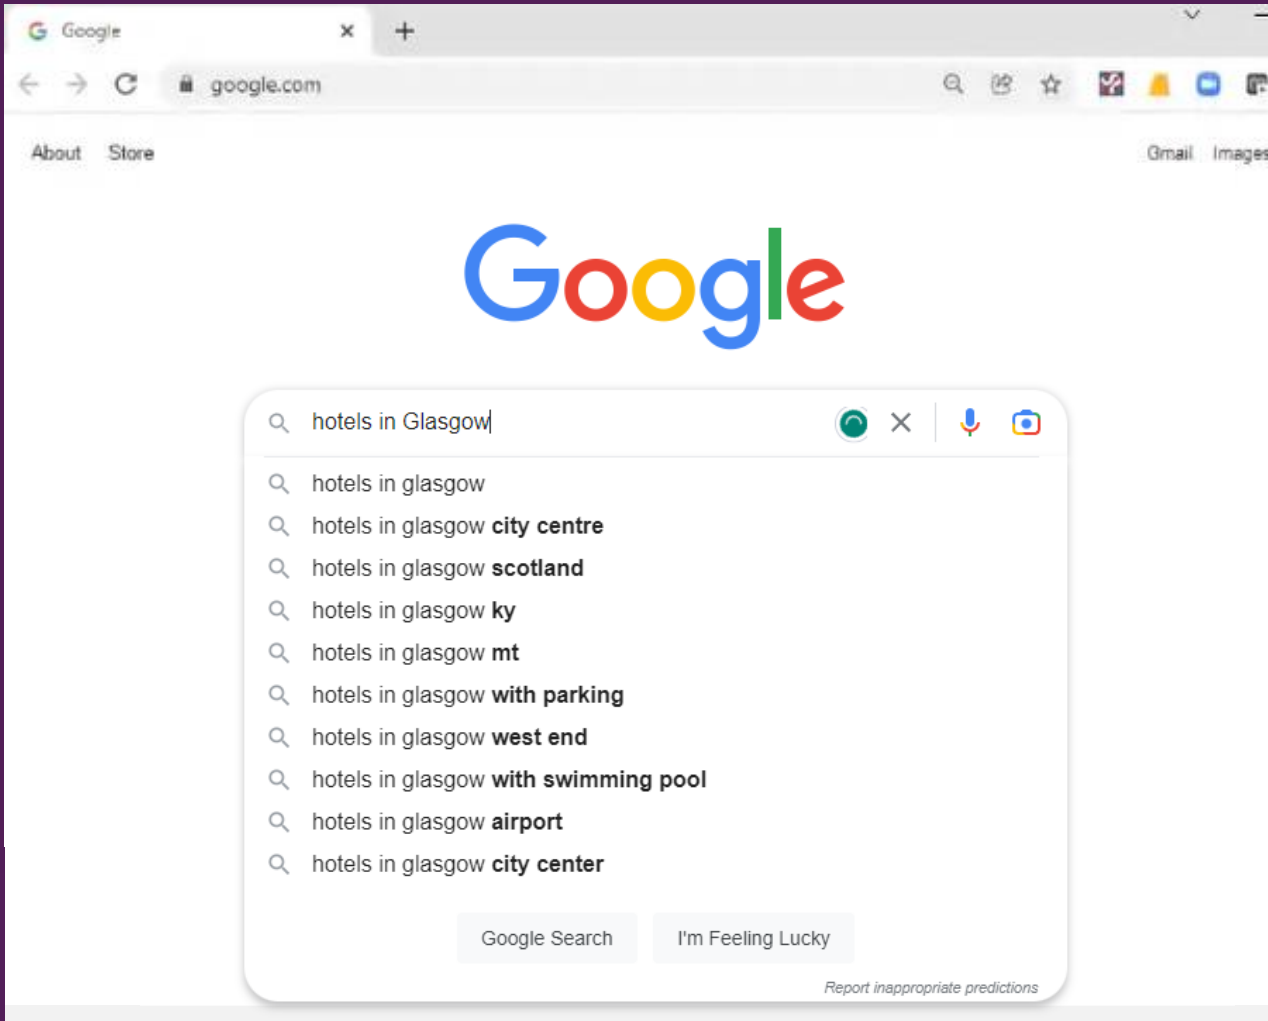 Google
google.com
About Store
Gmail Images
Google
hotels in Glasgow
hotels in glasgow
hotels in glasgow city centre
hotels in glasgow scotland
hotels in glasgow ky
hotels in glasgow mt
hotels in glasgow with parking
hotels in glasgow west end
hotels in glasgow with swimming pool
hotels in glasgow airport
hotels in glasgow city center
Google Search I'm Feeling Lucky
Report inappropriate predictions